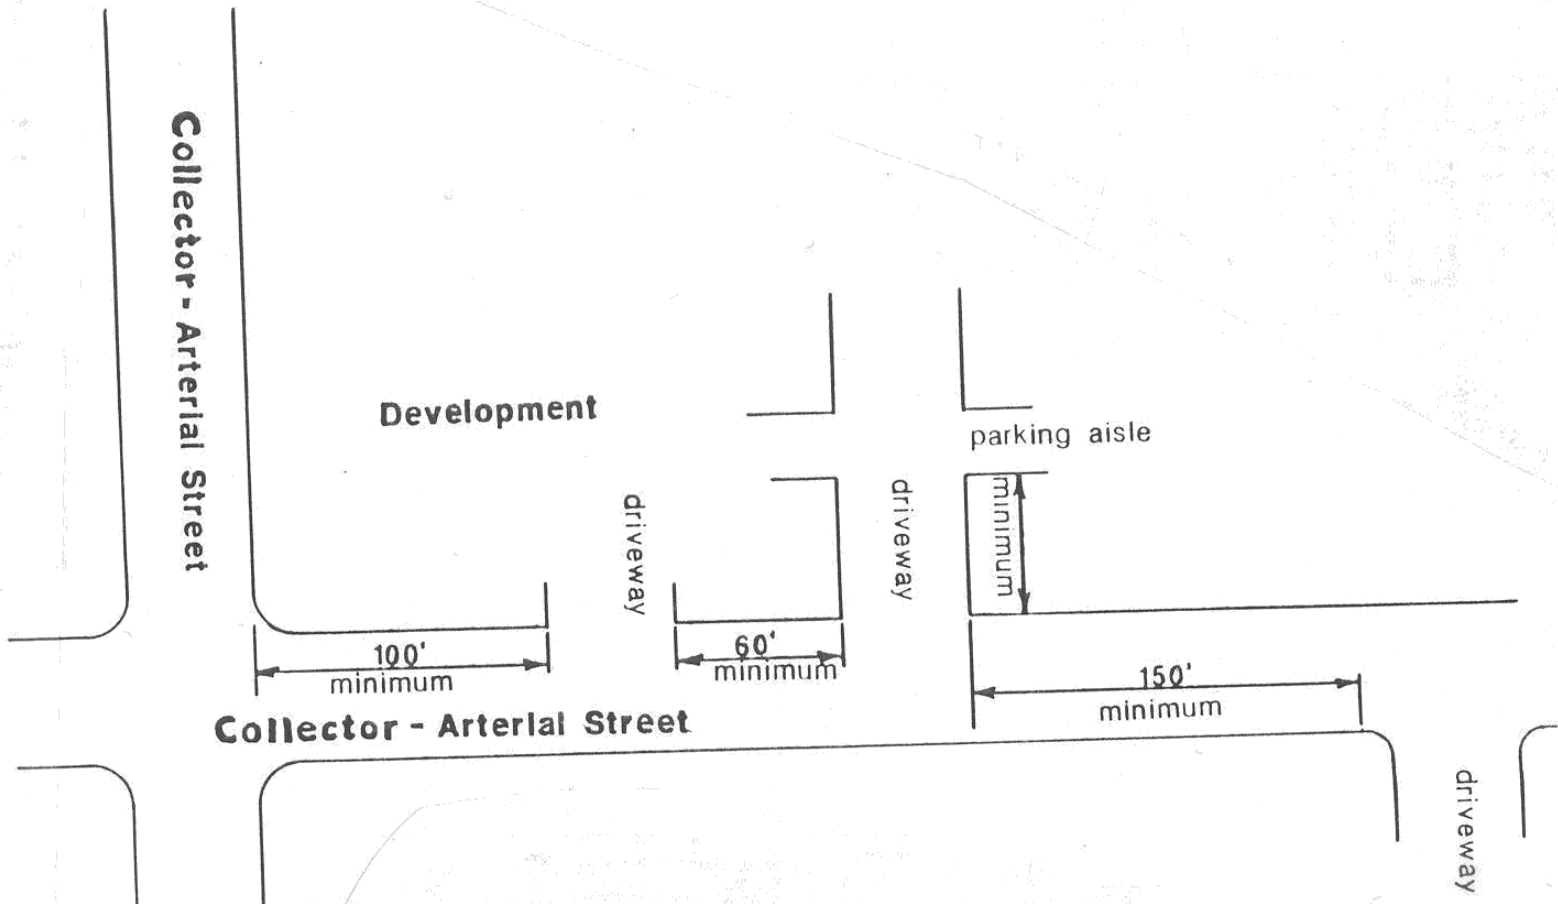 Collector - Arterial Street
Development
parking aisle
driveway
driveway
minimum
100'
minimum
60'
minimum
150'
minimum
Collector - Arterial Street
driveway